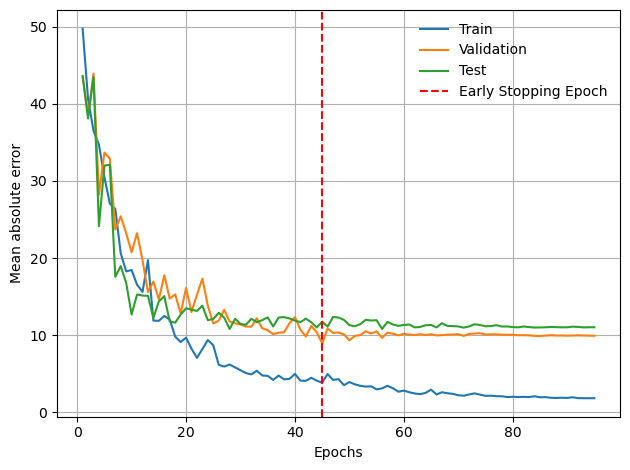 50
40
30
20
10
0
Mean absolute error
Train
Validation
Test
Early Stopping Epoch
0 20 40 60 80
Epochs